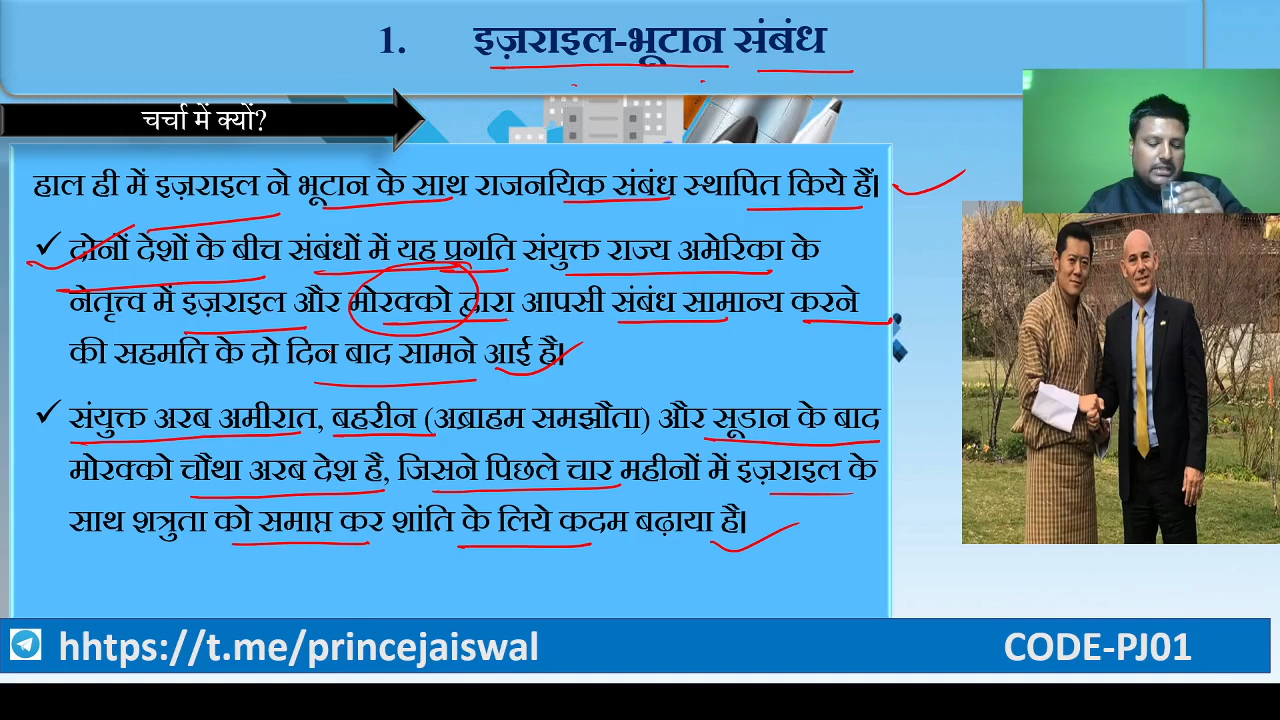 1. इज़राइल-भूटान संबंध
चर्चा में क्यों?
हाल ही में इज़राइल ने भूटान के साथ राजनयिक संबंध स्थापित किये हैं।
✓ दोनों देशों के बीच संबंधों में यह प्रगति संयुक्त राज्य अमेरिका के
नेतृत्त्व में इज़राइल और मोरक्को द्वारा आपसी संबंध सामान्य करने
की सहमति के दो दिन बाद सामने आई है।
✓ संयुक्त अरब अमीरात, बहरीन (अब्राहम समझौता) और सूडान के बाद
मोरक्को चौथा अरब देश है, जिसने पिछले चार महीनों में इज़राइल के
साथ शत्रुता को समाप्त कर शांति के लिये कदम बढ़ाया है।
hhtps://t.me/princejaiswal
CODE-PJ01